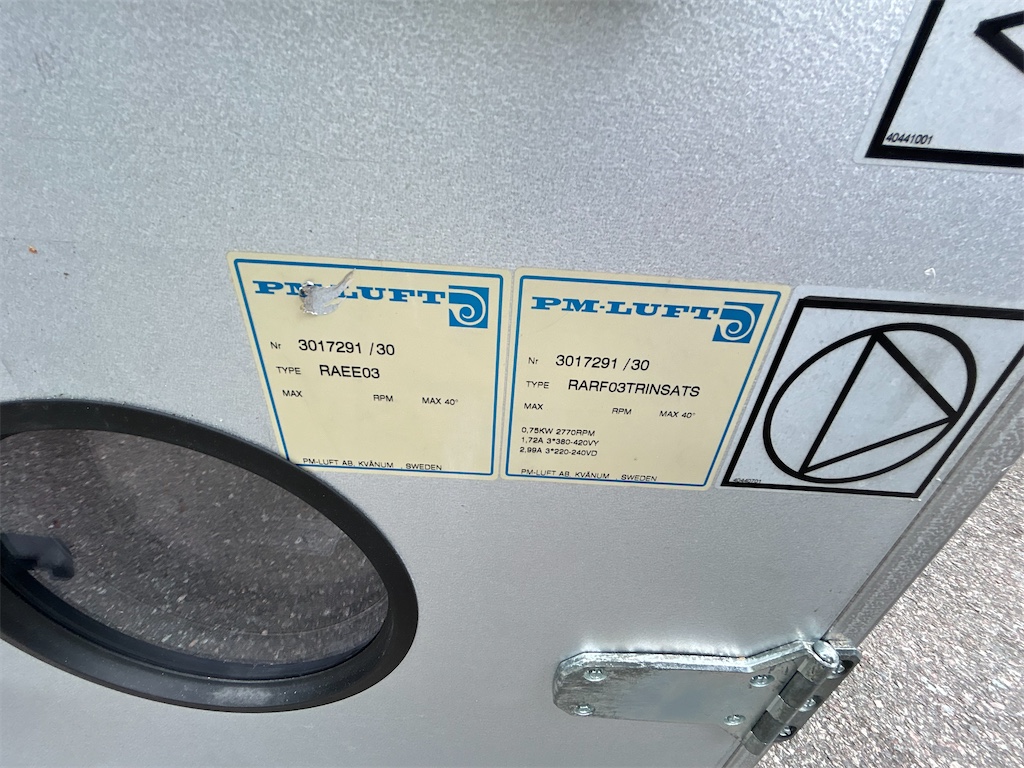 40441001
PM-LUFT
Nr 3017291 /30
TYPE RAEE03
MAX RPM MAX 40°
PM-LUFT AB KVÄNUM SWEDEN
PM-LUFT
Nr 3017291 /30
TYPE RARF03TRINSATS
MAX RPM MAX 40°
0,75KW 2770RPM
1,72A 3*380-420VY
2,99A 3*220-240VD
PM-LUFT AB KVÄNUM SWEDEN